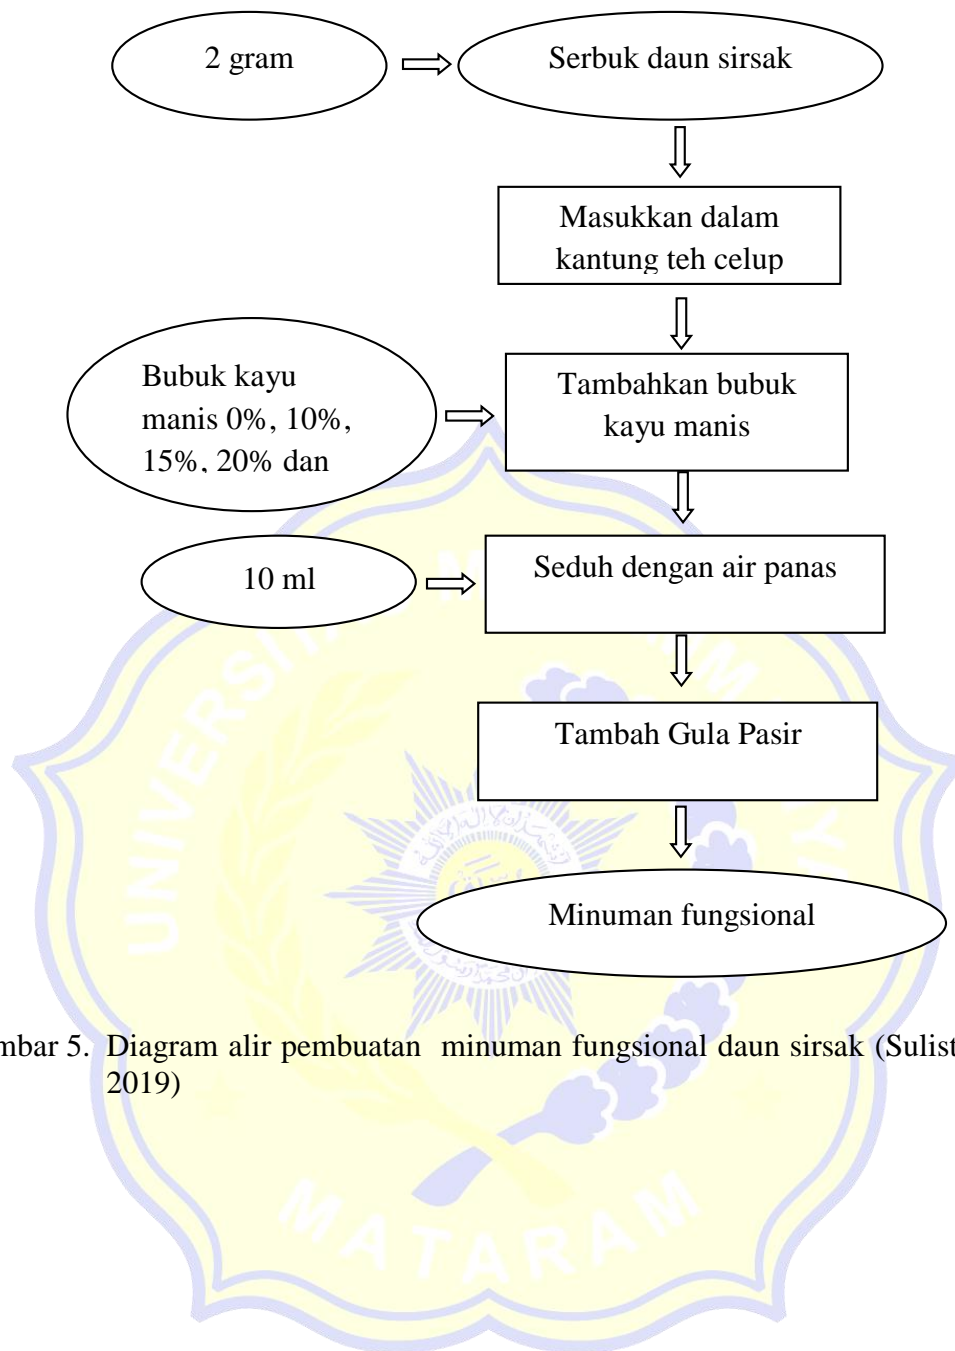 2 gram
Serbuk daun sirsak
Masukkan dalam
kantung teh celup
Bubuk kayu
manis 0%, 10%,
15%, 20% dan
Tambahkan bubuk
kayu manis
10 ml
Seduh dengan air panas
Tambah Gula Pasir
Minuman fungsional
mbar 5. Diagram alir pembuatan minuman fungsional daun sirsak (Sulist
2019)
MATARAM